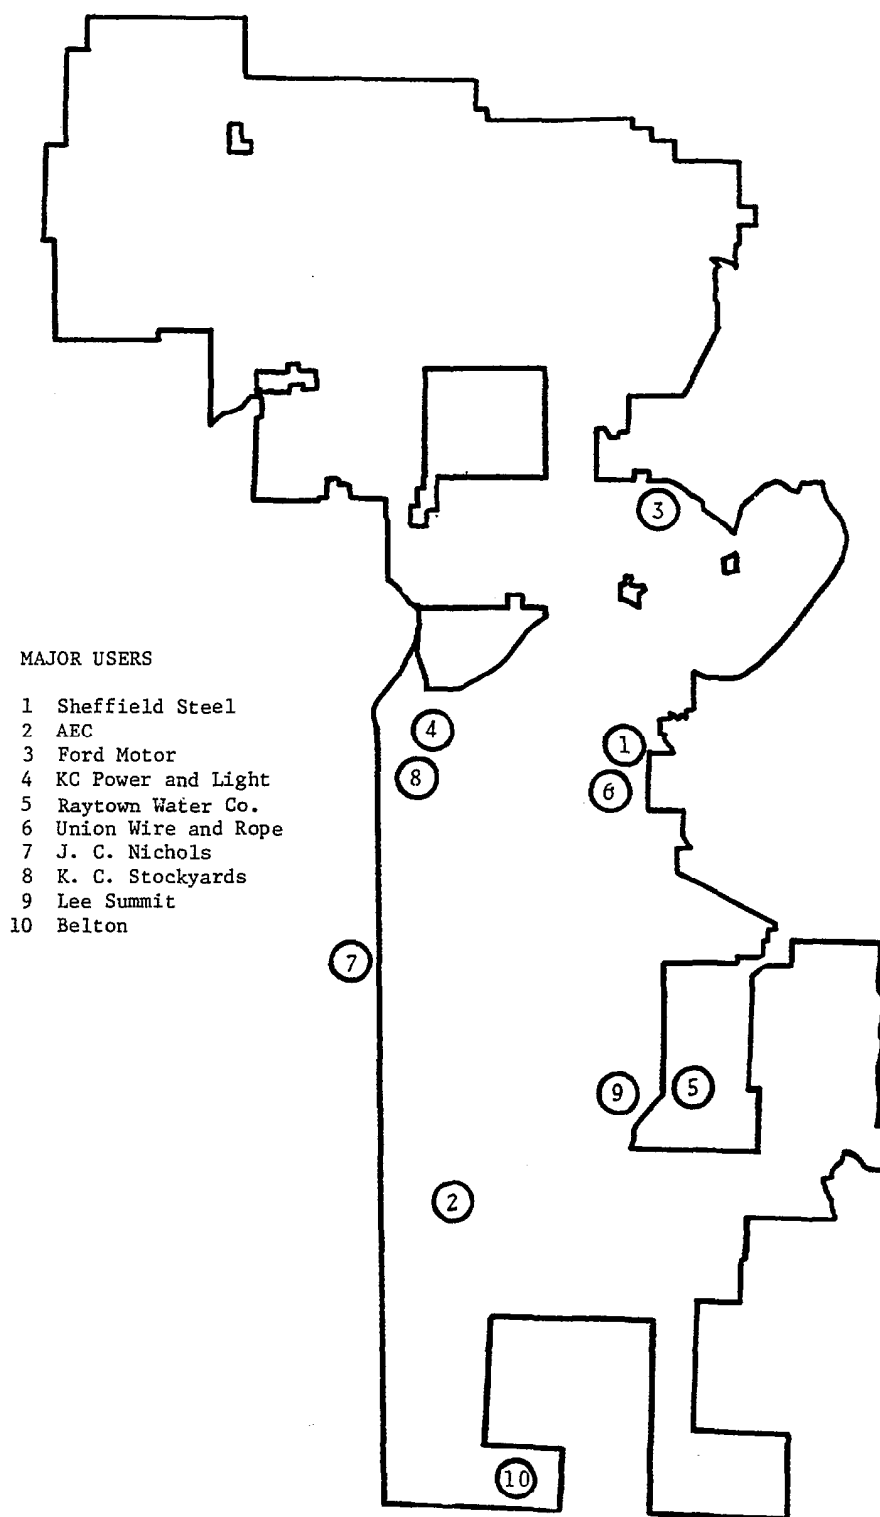 3
MAJOR USERS
1 Sheffield Steel
2 AEC
3 Ford Motor
4 KC Power and Light
5 Raytown Water Co.
6 Union Wire and Rope
7 J. C. Nichols
8 K. C. Stockyards
9 Lee Summit
10 Belton
4
1
8
6
7
9
5
2
10